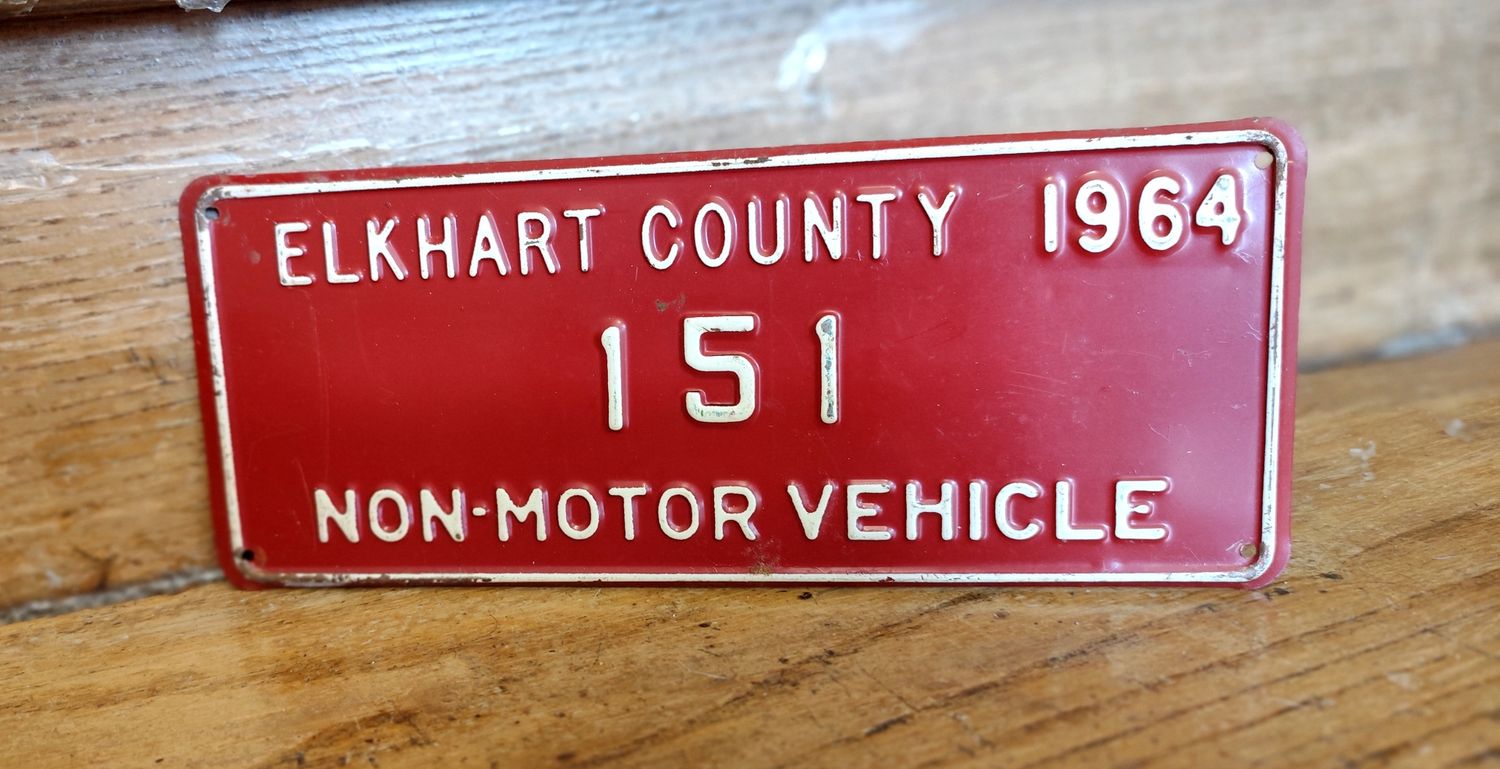 ELKHART COUNTY 1964
151
NON-MOTOR VEHICLE